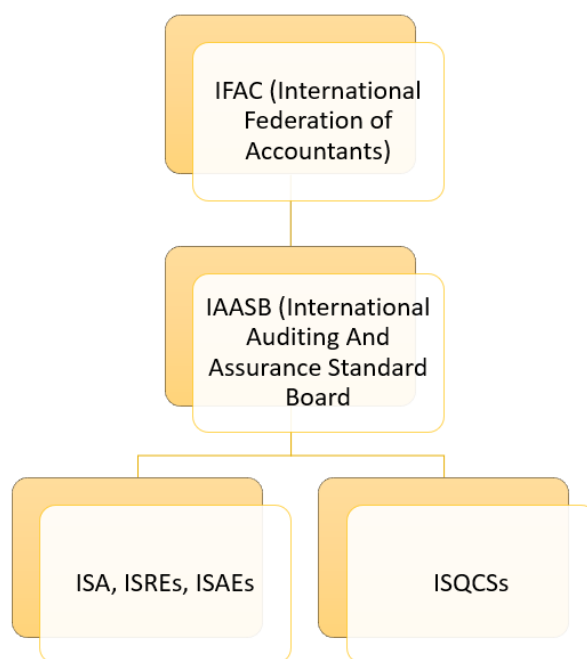 IFAC (International
Federation of
Accountants)
IAASB (International
Auditing And
Assurance Standard
Board
ISA, ISREs, ISAEs
ISQCSs